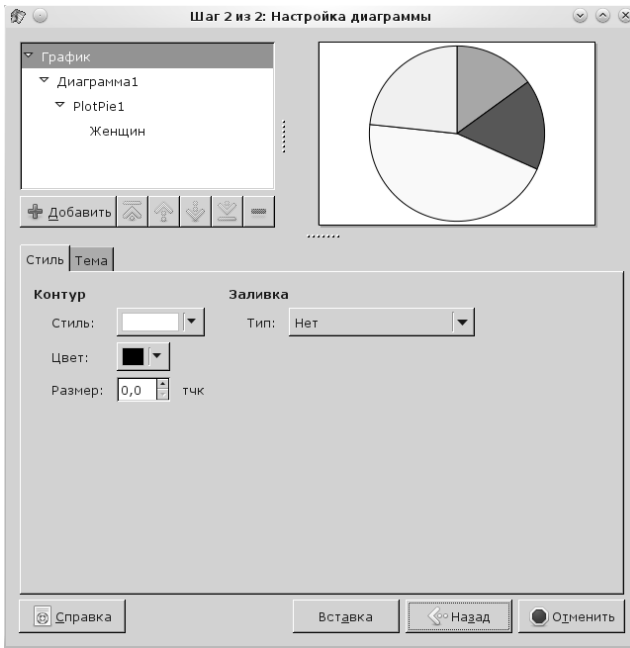 Шаг 2 из 2: Настройка диаграммы
График
Диаграмма1
PlotPie1
Женщин
Добавить
Стиль Тема
Контур Заливка
Стиль: Тип: Нет
Цвет:
Размер: 0,0 тчк
Справка Вставка Назад Отменить